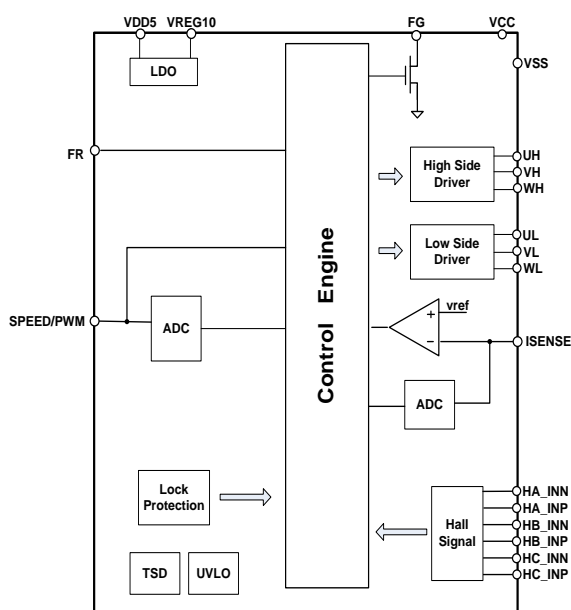 VDD5 VREG10 FG VCC
VSS
LDO
FR
High Side
Driver
UH
VH
WH
Low Side
Driver
UL
VL
WL
Control Engine
SPEED/PWM
ADC
vref
+
−
ISENSE
ADC
Lock
Protection
Hall
Signal
HA_INN
HA_INP
HB_INN
HB_INP
HC_INN
HC_INP
TSD
UVLO